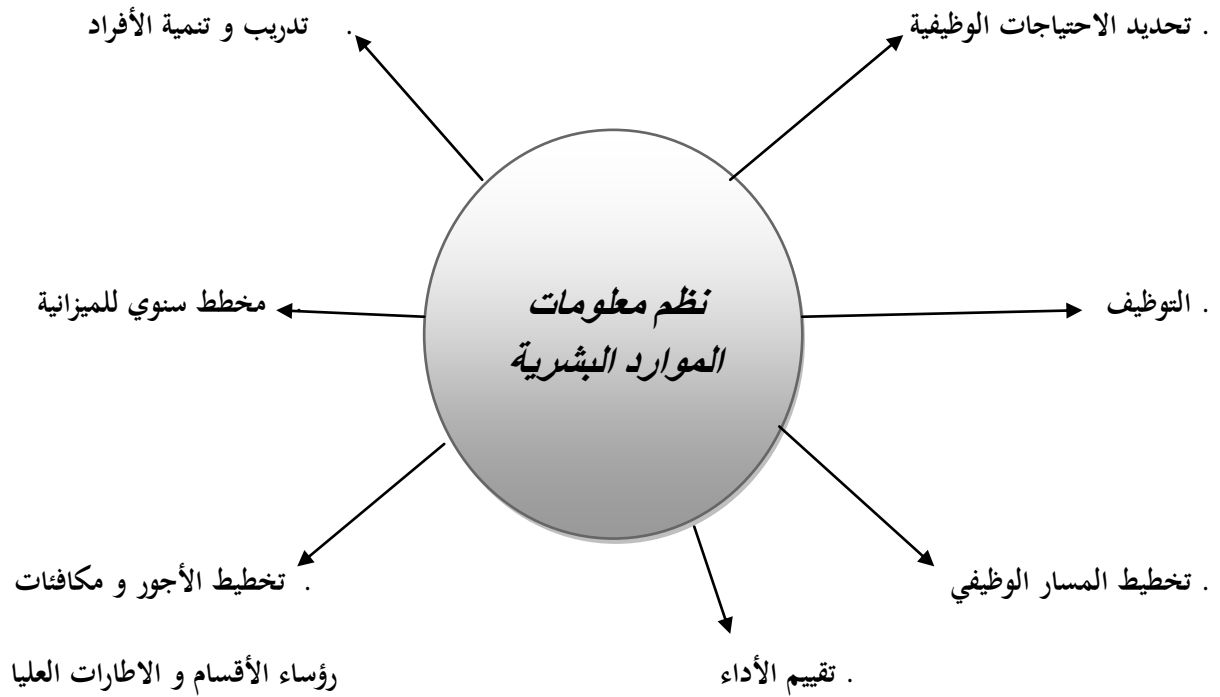 . تحديد الاحتياجات الوظيفية
. تدريب و تنمية الأفراد
نظم معلومات
الموارد البشرية
. التوظيف
. مخطط سنوي للميزانية
. تخطيط المسار الوظيفي
. تخطيط الأجور و مكافئات
. تقييم الأداء
رؤساء الأقسام و الاطارات العليا